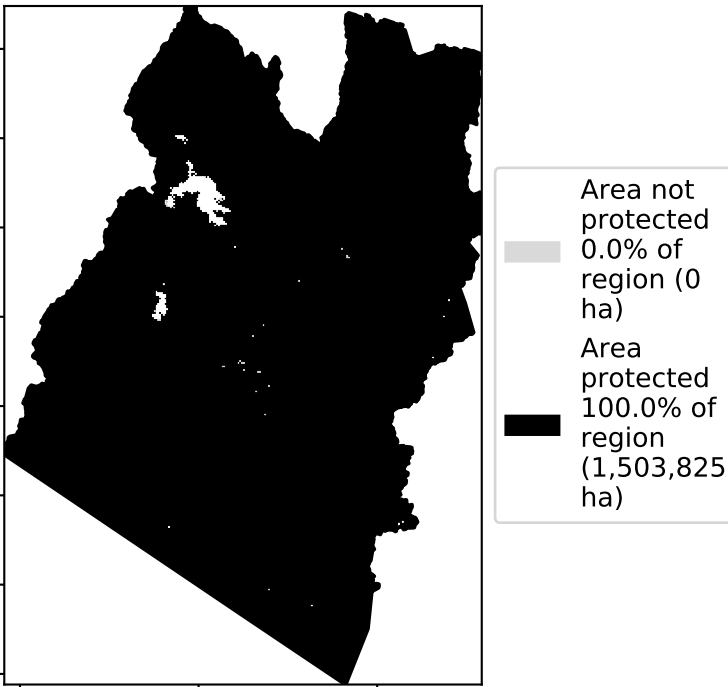 Area not
protected
0.0% of
region (0
ha)
Area
protected
100.0% of
region
(1,503,825
ha)